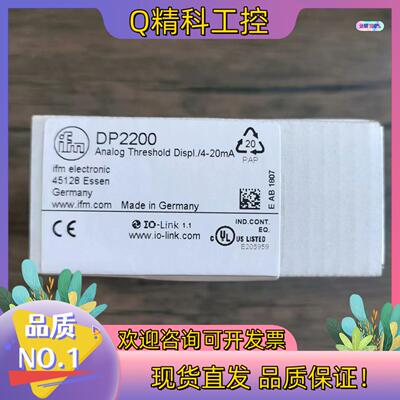 Q精科工控
ifm
DP2200
Analog Threshold Displ./4-20mA
ifm electronic
45128 Essen
Germany
www.ifm.com
Made in Germany
20
PAP
E AB 1807
CE
IO-Link 1.1
www.io-link.com
IND.CONT.
EQ.
C UL US LISTED
E205959
品质
NO.1
欢迎咨询可开发票
现货直发 品质保证!